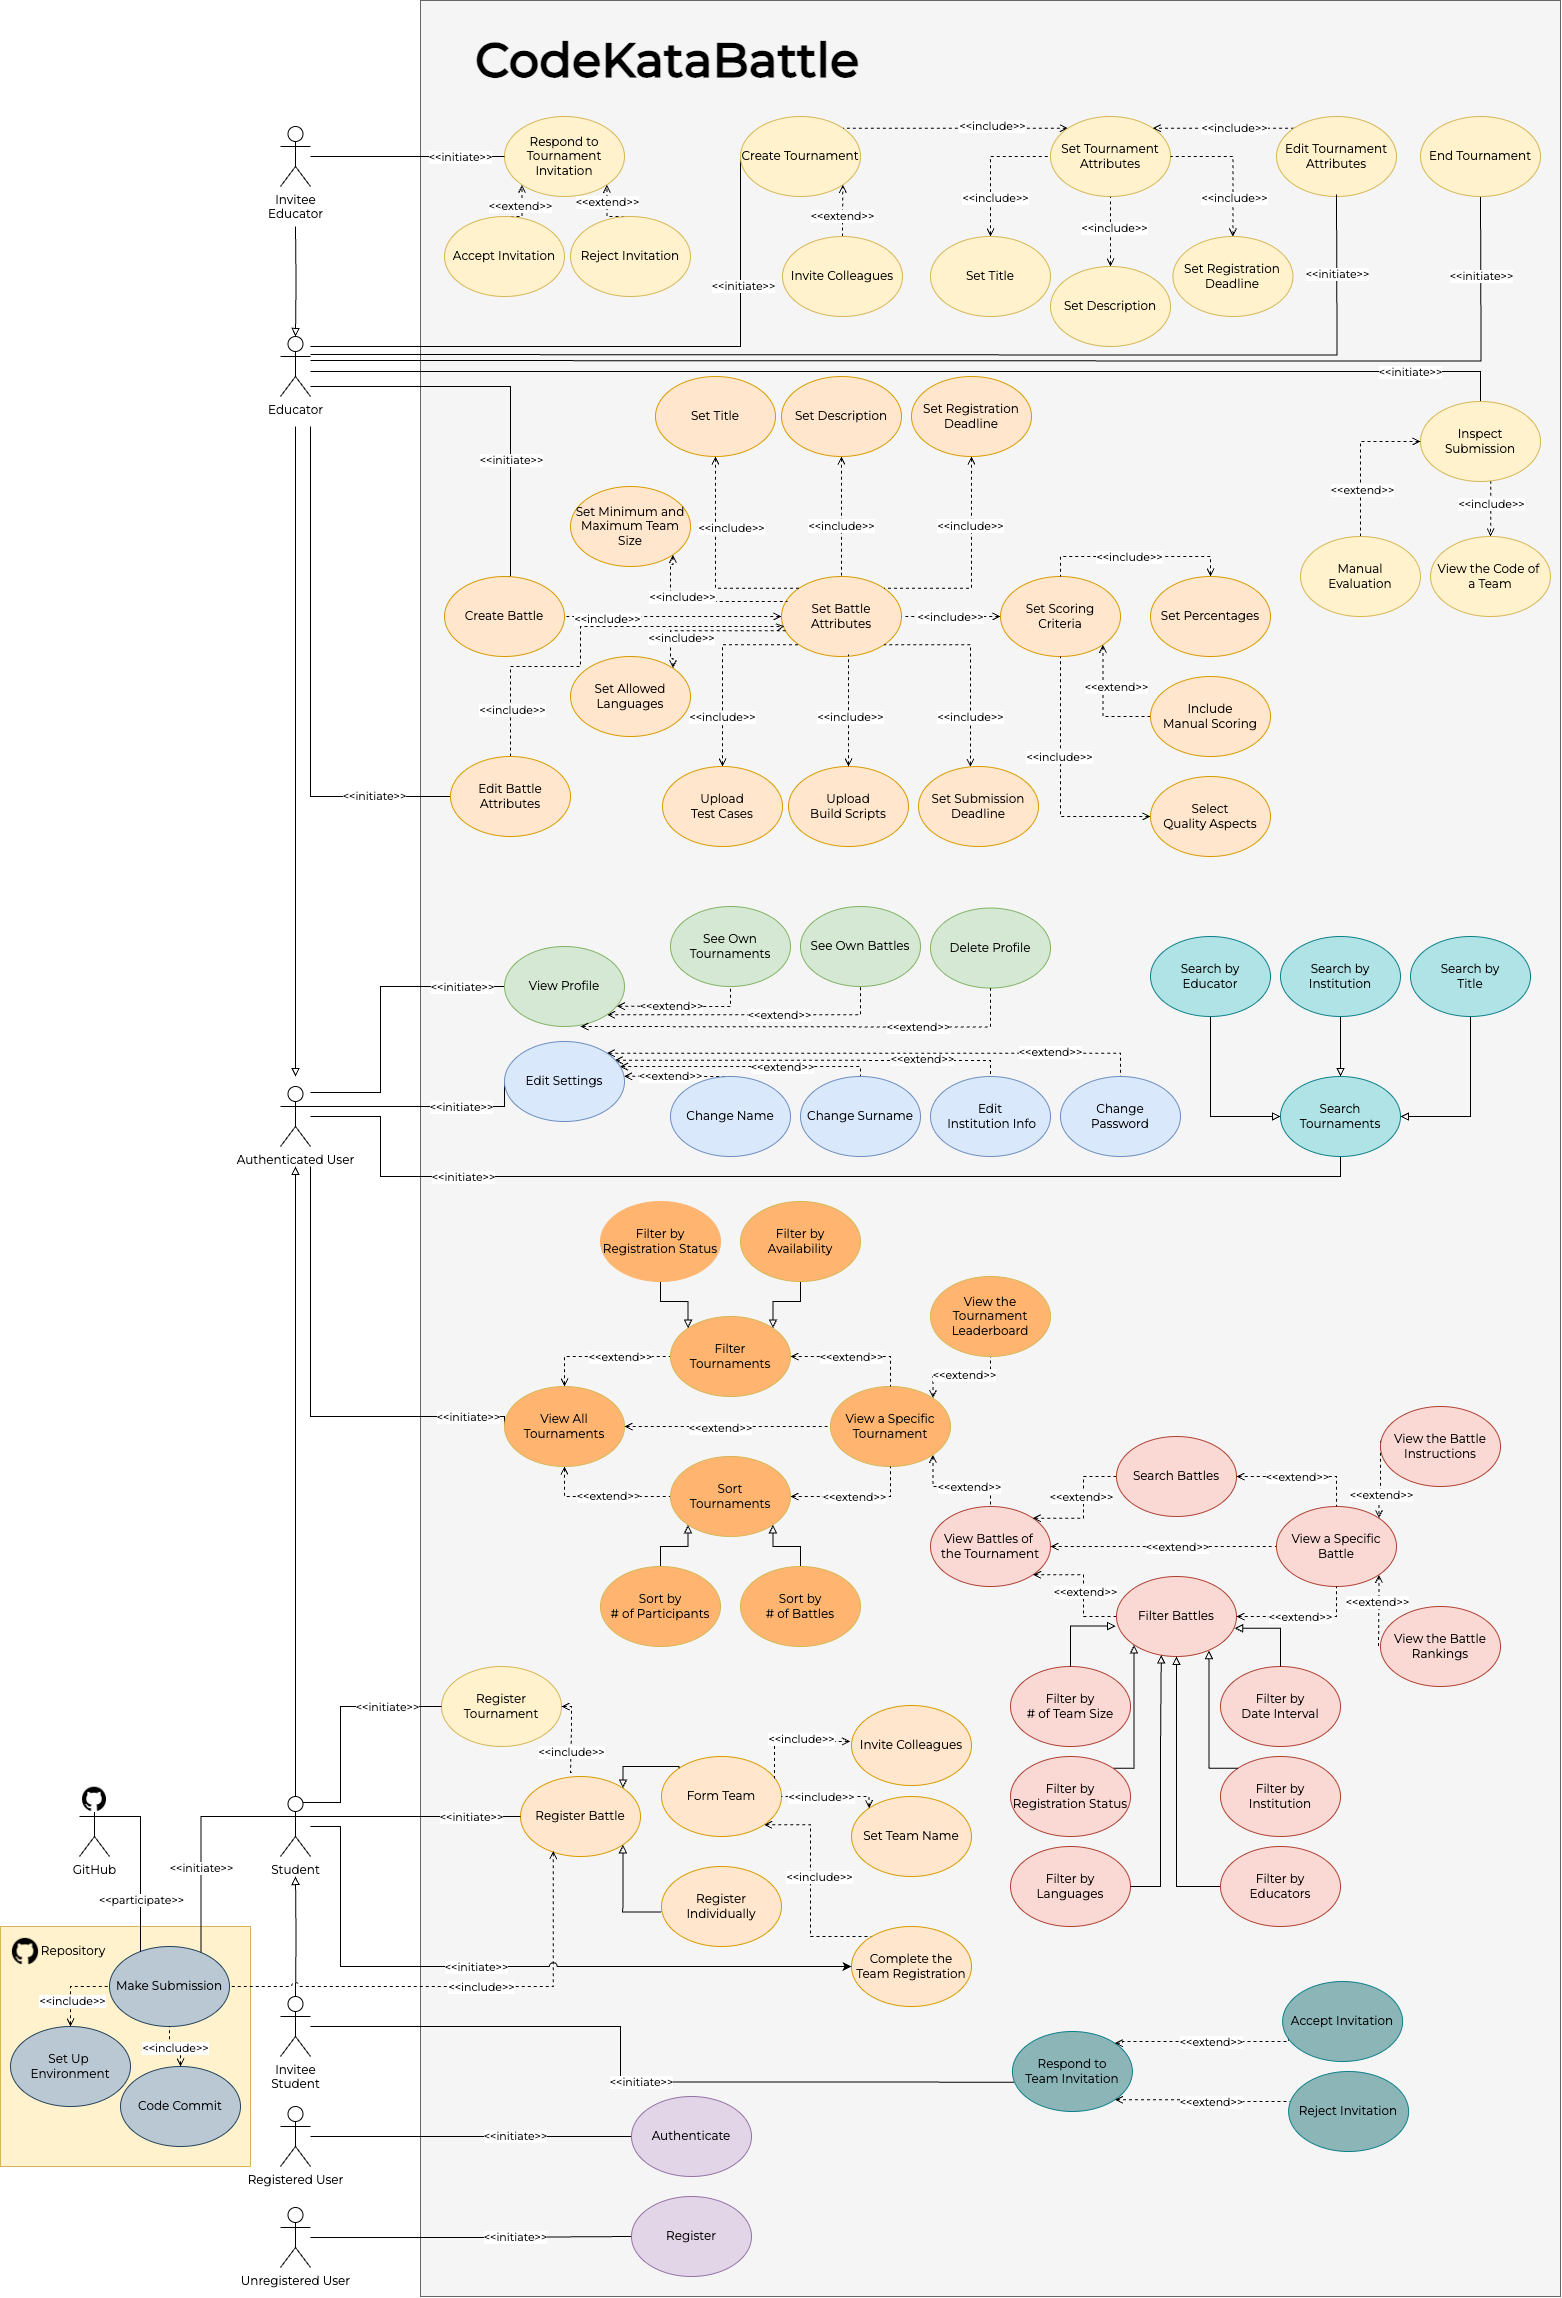 CodeKataBattle
Invitee
Educator
<<initiate>>
Respond to
Tournament
Invitation
<<extend>>
<<extend>>
Accept Invitation
Reject Invitation
Create Tournament
<<include>>
Set Tournament
Attributes
<<include>>
Edit Tournament
Attributes
End Tournament
<<extend>>
<<include>>
<<include>>
<<include>>
Invite Colleagues
Set Title
Set Description
Set Registration
Deadline
<<initiate>>
<<initiate>>
<<initiate>>
Educator
<<initiate>>
<<initiate>>
Set Title
Set Description
Set Registration
Deadline
Inspect
Submission
<<extend>>
<<include>>
Manual
Evaluation
View the Code of
a Team
Set Minimum and
Maximum Team
Size
<<include>>
<<include>>
<<include>>
<<include>>
<<include>>
Create Battle
<<include>>
Set Battle
Attributes
<<include>>
Set Scoring
Criteria
Set Percentages
<<include>>
Set Allowed
Languages
<<include>>
<<include>>
<<include>>
<<include>>
<<extend>>
Include
Manual Scoring
<<include>>
<<initiate>>
Edit Battle
Attributes
Upload
Test Cases
Upload
Build Scripts
Set Submission
Deadline
Select
Quality Aspects
See Own
Tournaments
See Own Battles
Delete Profile
<<initiate>>
View Profile
<<extend>>
<<extend>>
<<extend>>
Search by
Educator
Search by
Institution
Search by
Title
Edit Settings
<<extend>>
<<extend>>
<<extend>>
<<extend>>
<<initiate>>
Change Name
Change Surname
Edit
Institution Info
Change
Password
Search
Tournaments
Authenticated User
<<initiate>>
Filter by
Registration Status
Filter by
Availability
View the
Tournament
Leaderboard
<<extend>>
Filter
Tournaments
<<extend>>
<<extend>>
<<initiate>>
View All
Tournaments
<<extend>>
View a Specific
Tournament
<<extend>>
Sort
Tournaments
<<extend>>
<<extend>>
Search Battles
<<extend>>
View the Battle
Instructions
<<extend>>
<<extend>>
View Battles of
the Tournament
<<extend>>
View a Specific
Battle
<<extend>>
Filter Battles
<<extend>>
<<extend>>
View the Battle
Rankings
Sort by
# of Participants
Sort by
# of Battles
Filter by
# of Team Size
Filter by
Date Interval
Filter by
Registration Status
Filter by
Institution
Filter by
Languages
Filter by
Educators
<<initiate>>
Register
Tournament
<<include>>
<<include>>
Invite Colleagues
Form Team
<<include>>
Set Team Name
<<initiate>>
Register Battle
<<include>>
Register
Individually
Complete the
Team Registration
<<initiate>>
GitHub
Student
<<initiate>>
<<participate>>
Repository
Make Submission
<<include>>
<<include>>
<<include>>
Set Up
Environment
Code Commit
Invitee
Student
<<initiate>>
Respond to
Team Invitation
<<extend>>
Accept Invitation
<<extend>>
Reject Invitation
Registered User
<<initiate>>
Authenticate
Unregistered User
<<initiate>>
Register